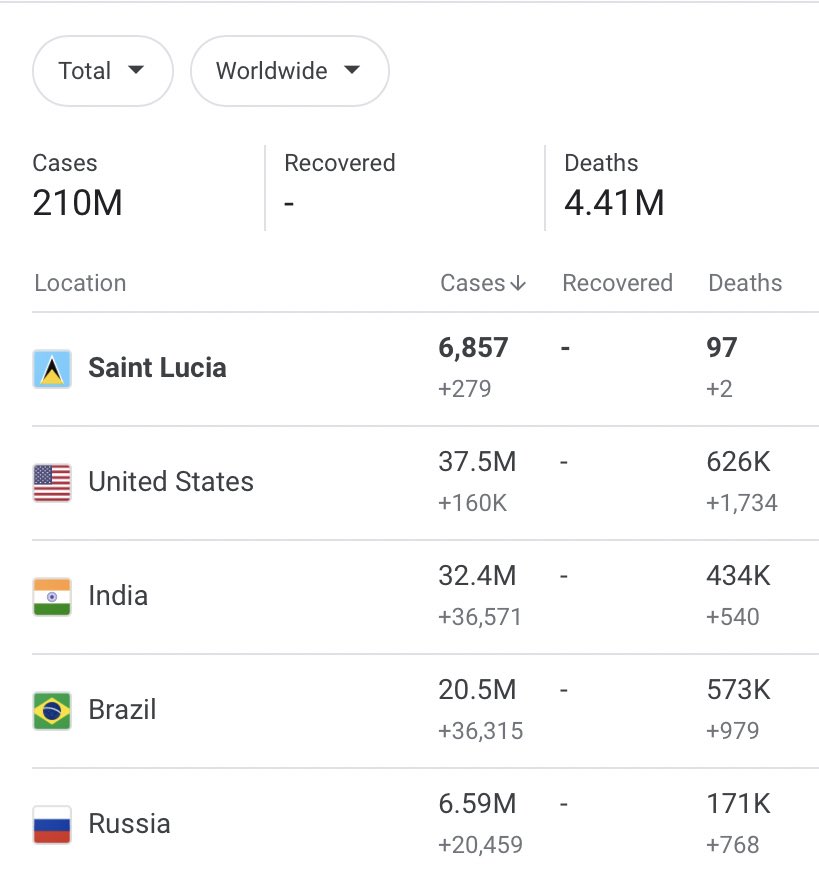 Total Worldwide
Cases Recovered Deaths
210M - 4.41M
Location Cases↓ Recovered Deaths
Saint Lucia 6,857 - 97
+279 +2
United States 37.5M - 626K
+160K +1,734
India 32.4M - 434K
+36,571 +540
Brazil 20.5M - 573K
+36,315 +979
Russia 6.59M - 171K
+20,459 +768